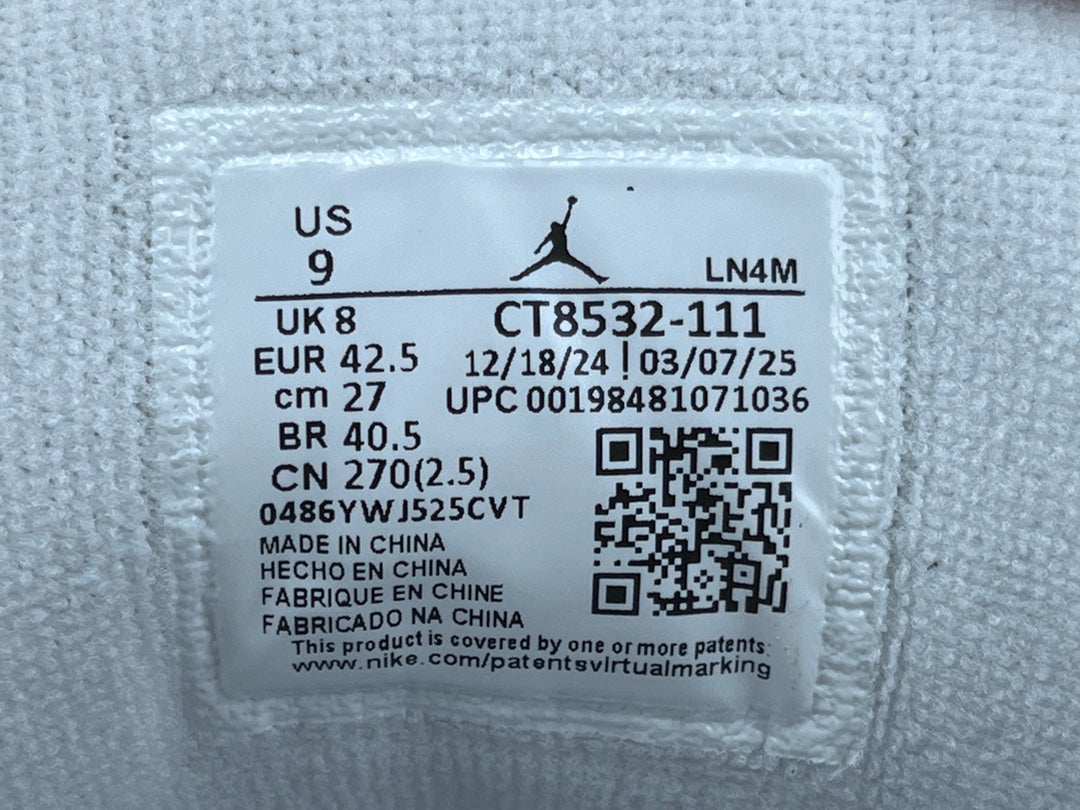 US
9
LN4M
UK 8
CT8532-111
EUR 42.5
12/18/24 | 03/07/25
cm 27
UPC 00198481071036
BR 40.5
CN 270(2.5)
0486YWJ525CVT
MADE IN CHINA
HECHO EN CHINA
FABRIQUE EN CHINE
FABRICADO NA CHINA
This product is covered by one or more patents:
www.nike.com/patentsvirtualmarking